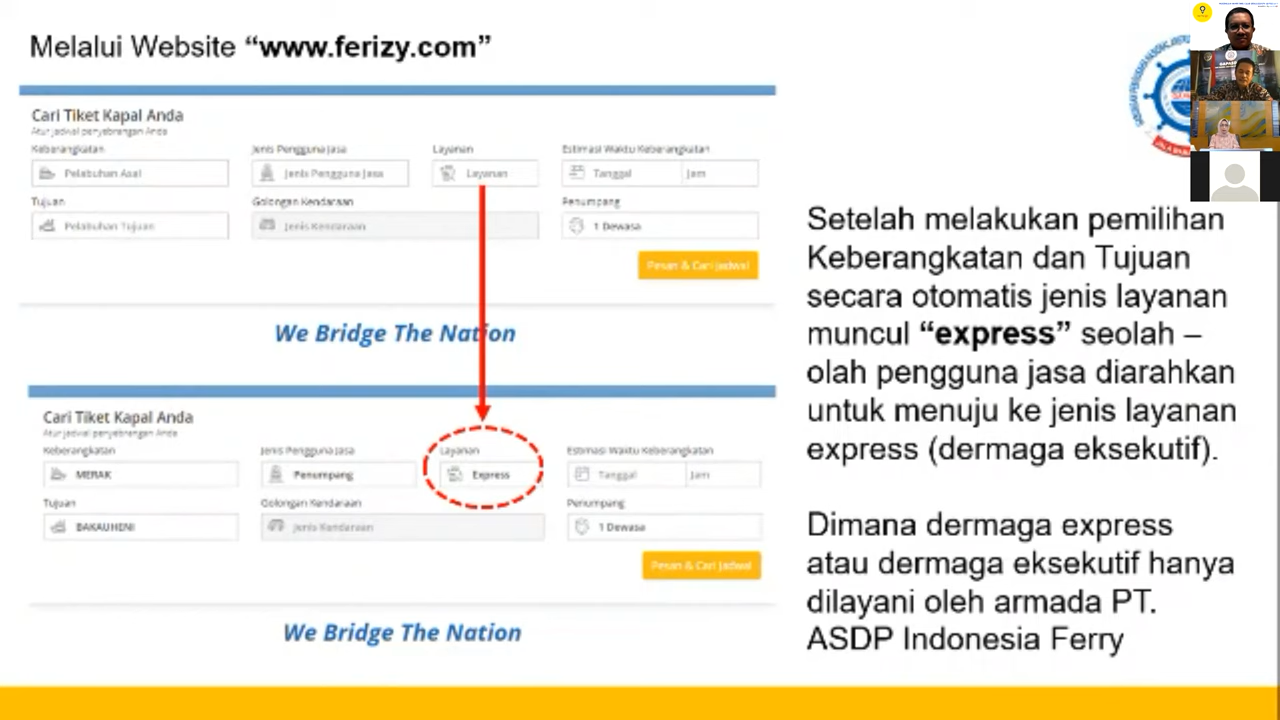 Melalui Website “www.ferizy.com”
Cari Tiket Kapal Anda
Atur jadwal penyebrangan Anda
Keberangkatan
Jenis Pengguna Jasa
Layanan
Estimasi Waktu Keberangkatan
Pelabuhan Asal
Jenis Pengguna Jasa
Layanan
Tanggal
Jam
Tujuan
Golongan Kendaraan
Penumpang
Pelabuhan Tujuan
Jenis Kendaraan
1 Dewasa
Pesan & Cari Jadwal
We Bridge The Nation
Cari Tiket Kapal Anda
Atur jadwal penyebrangan Anda
Keberangkatan
Jenis Pengguna Jasa
Layanan
Estimasi Waktu Keberangkatan
MERAK
Penumpang
Express
Tanggal
Jam
Tujuan
Golongan Kendaraan
Penumpang
BAKAUHENI
Jenis Kendaraan
1 Dewasa
Pesan & Cari Jadwal
We Bridge The Nation
Setelah melakukan pemilihan
Keberangkatan dan Tujuan
secara otomatis jenis layanan
muncul “express” seolah –
olah pengguna jasa diarahkan
untuk menuju ke jenis layanan
express (dermaga eksekutif).
Dimana dermaga express
atau dermaga eksekutif hanya
dilayani oleh armada PT.
ASDP Indonesia Ferry